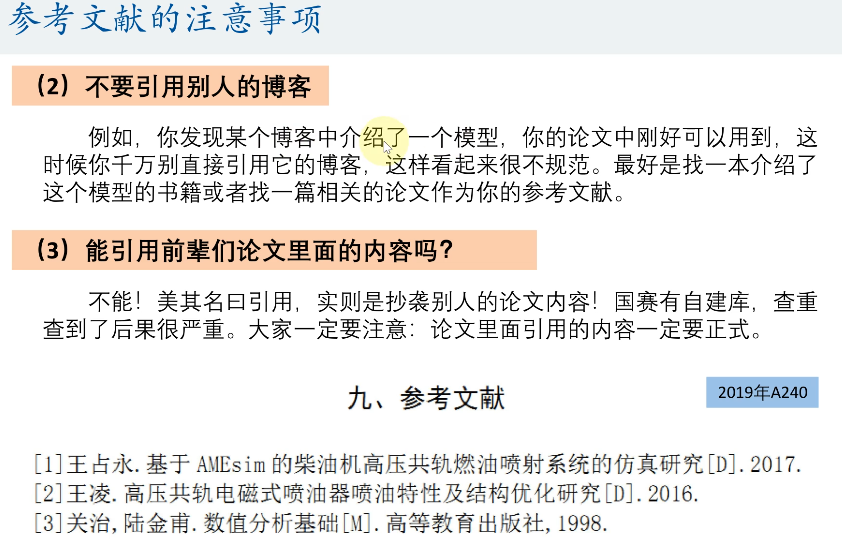 参考文献的注意事项
（2）不要引用别人的博客
例如，你发现某个博客中介绍了一个模型，你的论文中刚好可以用到，这
时候你千万别直接引用它的博客，这样看起来很不规范。最好是找一本介绍了
这个模型的书籍或者找一篇相关的论文作为你的参考文献。
（3）能引用前辈们论文里面的内容吗？
不能！美其名曰引用，实则是抄袭别人的论文内容！国赛有自建库，查重
查到了后果很严重。大家一定要注意：论文里面引用的内容一定要正式。
九、参考文献
2019年A240
[1]王占永.基于AMEsim的柴油机高压共轨燃油喷射系统的仿真研究[D].2017.
[2]王凌.高压共轨电磁式喷油器喷油特性及结构优化研究[D].2016.
[3]关治,陆金甫.数值分析基础[M].高等教育出版社,1998.